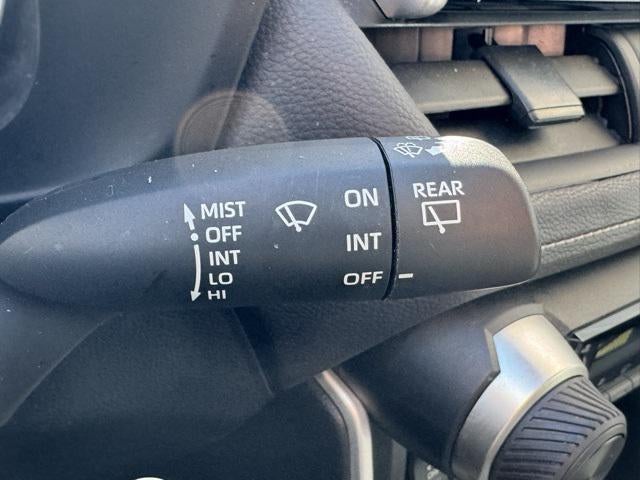 MIST
OFF
INT
LO
HI
ON
INT
OFF
REAR